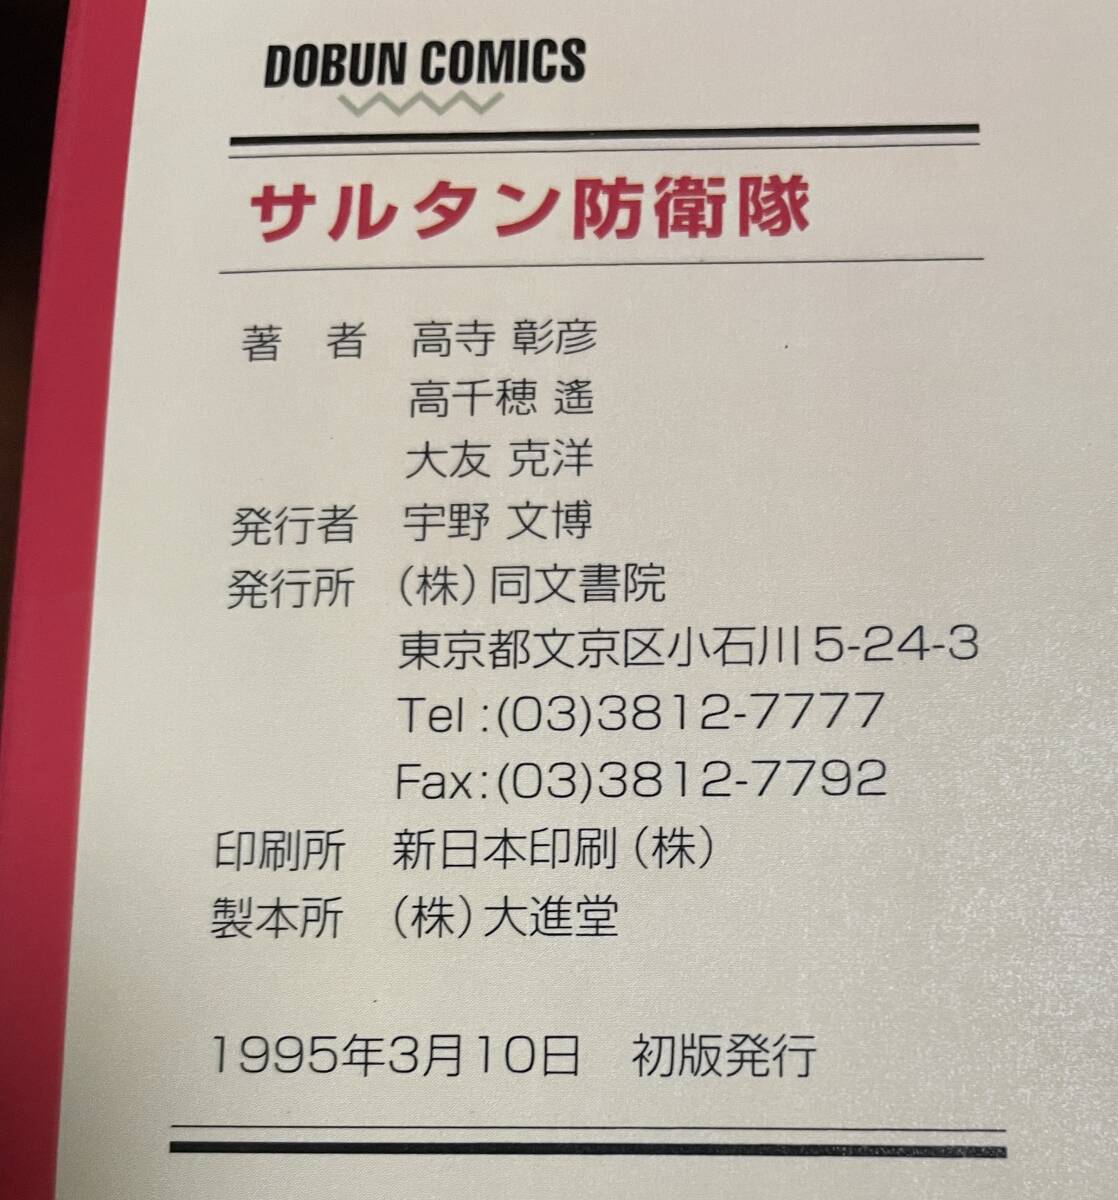 DOBUN COMICS
サルタン防衛隊
著　者　高寺 彰彦
高千穂 遙
大友 克洋
発行者　宇野 文博
発行所　（株）同文書院
東京都文京区小石川5-24-3
Tel :(03)3812-7777
Fax:(03)3812-7792
印刷所　新日本印刷（株）
製本所　（株）大進堂
1995年3月10日　初版発行